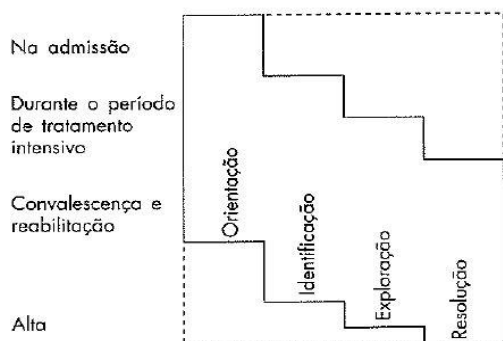 Na admissão
Durante o período
de tratamento
intensivo
Convalescença e
reabilitação
Alta
Orientação
Identificação
Exploração
Resolução